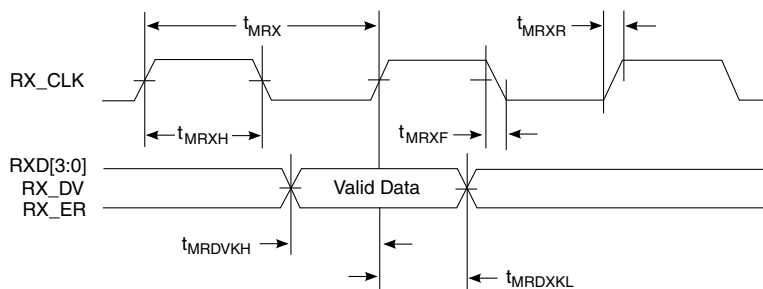 tMRX
tMRXR
RX_CLK
tMRXH
tMRXF
RXD[3:0]
RX_DV
Valid Data
RX_ER
tMRDVKH
tMRDXKL